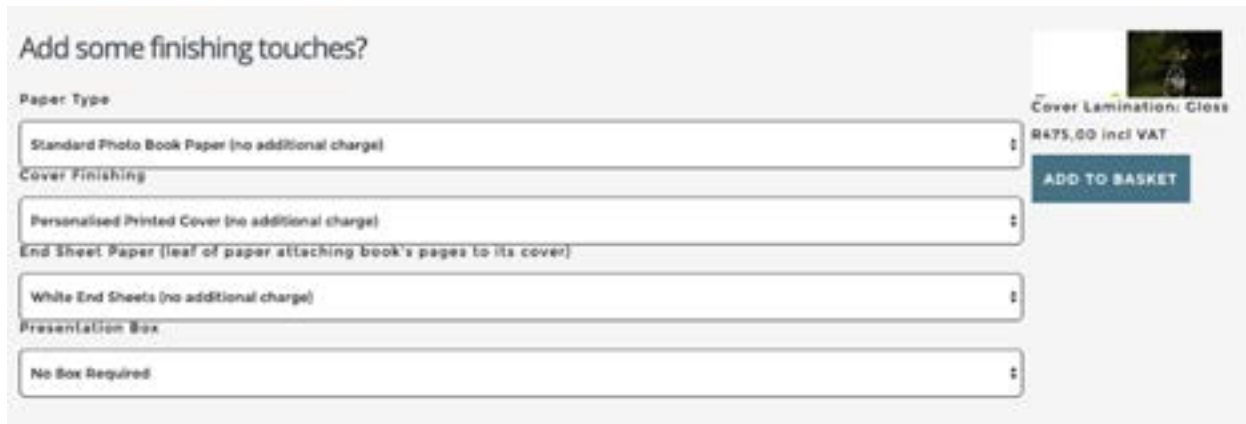 Add some finishing touches?
Paper Type
Standard Photo Book Paper (no additional charge)
Cover Finishing
Personalised Printed Cover (no additional charge)
End Sheet Paper (leaf of paper attaching book's pages to its cover)
White End Sheets (no additional charge)
Presentation Box
No Box Required
Cover Lamination: Gloss
R475,00 incl VAT
ADD TO BASKET